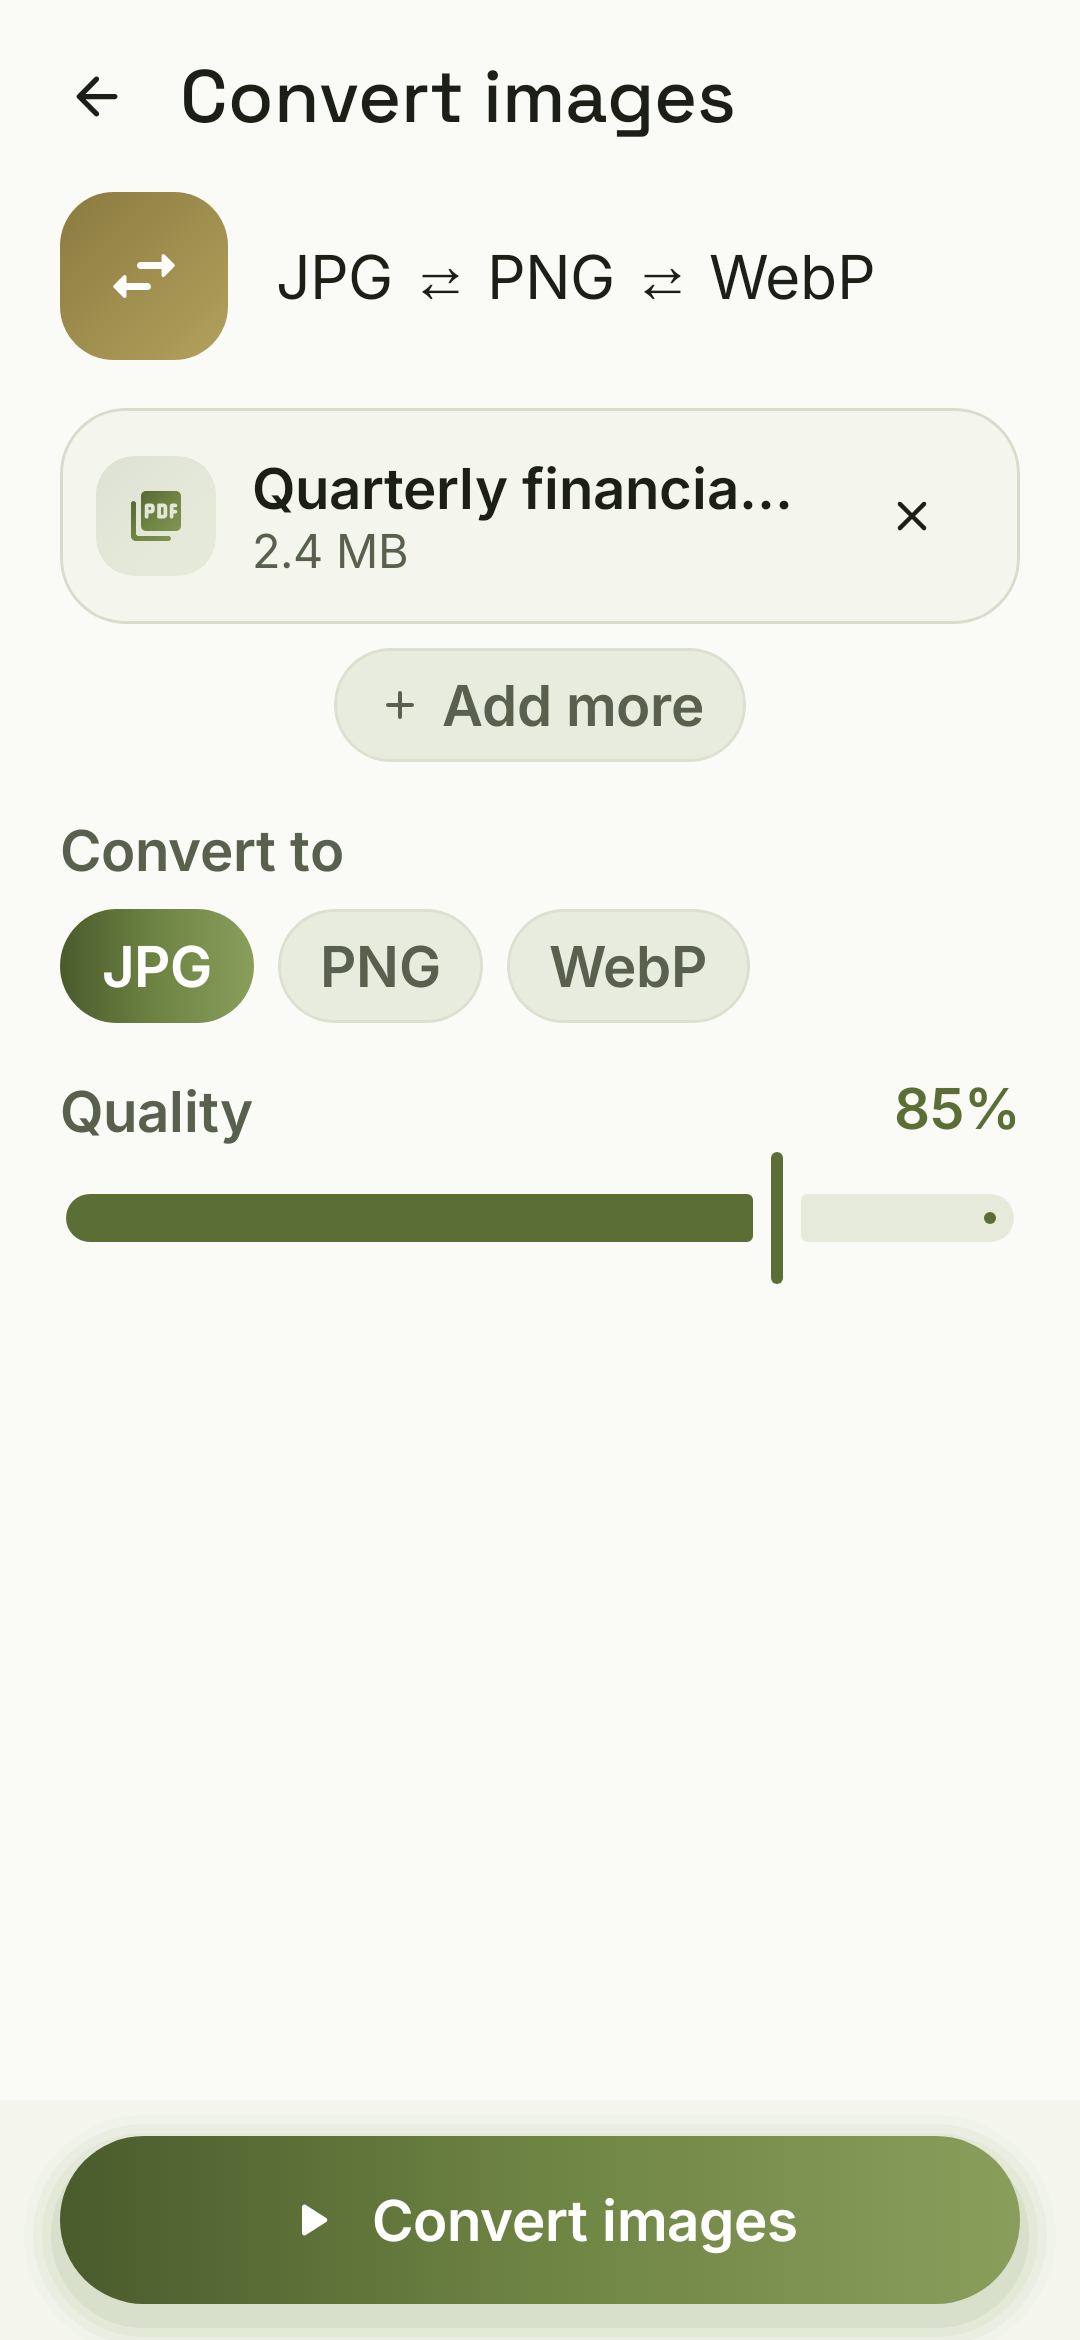 Convert images
JPG ⇄ PNG ⇄ WebP
PDF
Quarterly financia...
2.4 MB
+ Add more
Convert to
JPG
PNG
WebP
Quality
85%
Convert images